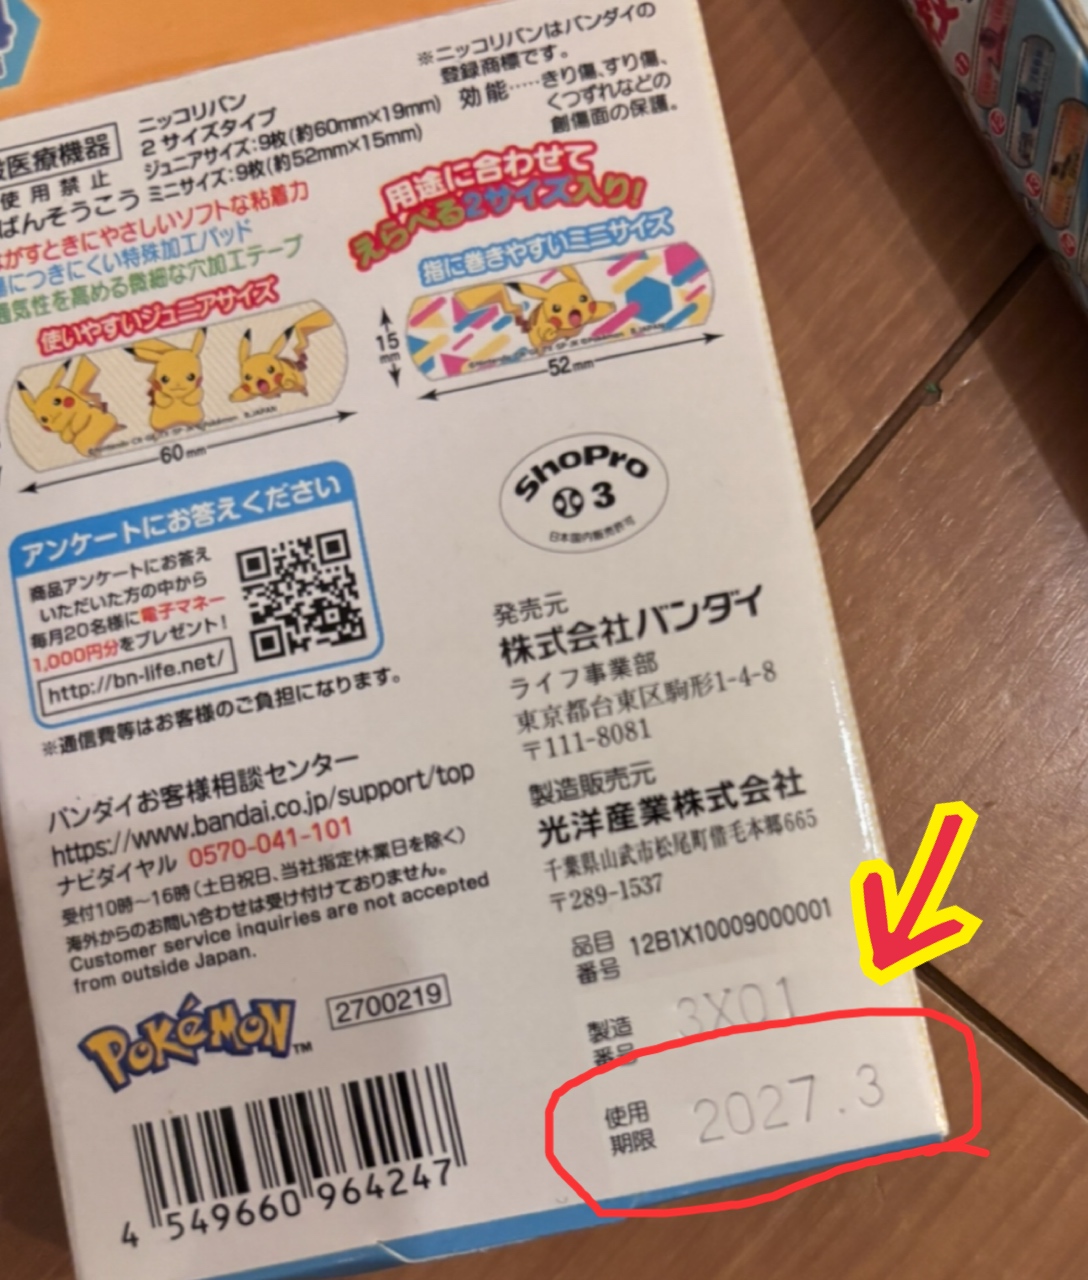 ※ニッコリバンはバンダイの
登録商標です。
効能……きり傷、すり傷、
くつずれなどの
創傷面の保護。
ニッコリバン
2サイズタイプ
ジュニアサイズ:9枚(約60mm×19mm)
ミニサイズ:9枚(約52mm×15mm)
医療機器
使用禁止
ばんそうこう
がすときにやさしいソフトな粘着力
につきにくい特殊加工パッド
通気性を高める微細な穴加工テープ
使いやすいジュニアサイズ
60mm
用途に合わせて
えらべる2サイズ入り!
指に巻きやすいミニサイズ
15mm
52mm
アンケートにお答えください
商品アンケートにお答え
いただいた方の中から
毎月20名様に電子マネー
1,000円分をプレゼント!
http://bn-life.net/
※通信費等はお客様のご負担になります。
ShoPro
3
日本国内販売許可
発売元
株式会社バンダイ
ライフ事業部
東京都台東区駒形1-4-8
〒111-8081
製造販売元
光洋産業株式会社
千葉県山武市松尾町借毛本郷665
〒289-1537
バンダイお客様相談センター
https://www.bandai.co.jp/support/top
ナビダイヤル 0570-041-101
受付10時〜16時(土日祝日、当社指定休業日を除く)
海外からのお問い合わせは受け付けておりません。
Customer service inquiries are not accepted
from outside Japan.
品目番号 12B1X10009000001
製造番号 3X01
使用期限 2027.3
POKéMON™
2700219
4 549660 964247